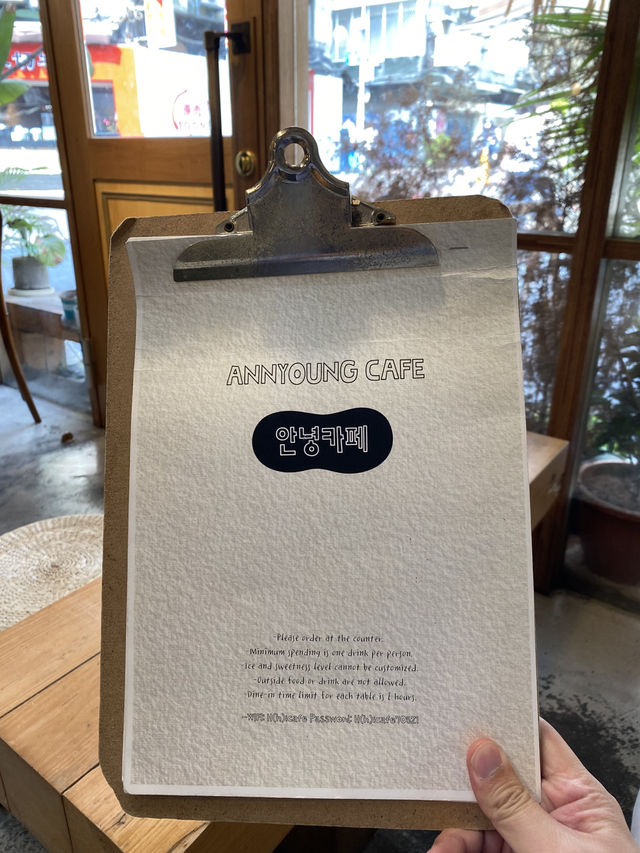 ANNYOUNG CAFE
안녕카페
-Please order at the counter.
-Minimum spending is one drink per person.
-Ice and sweetness level cannot be customized.
-Outside food or drink are not allowed.
-Dine-in time limit for each table is 2 hours.
Password: